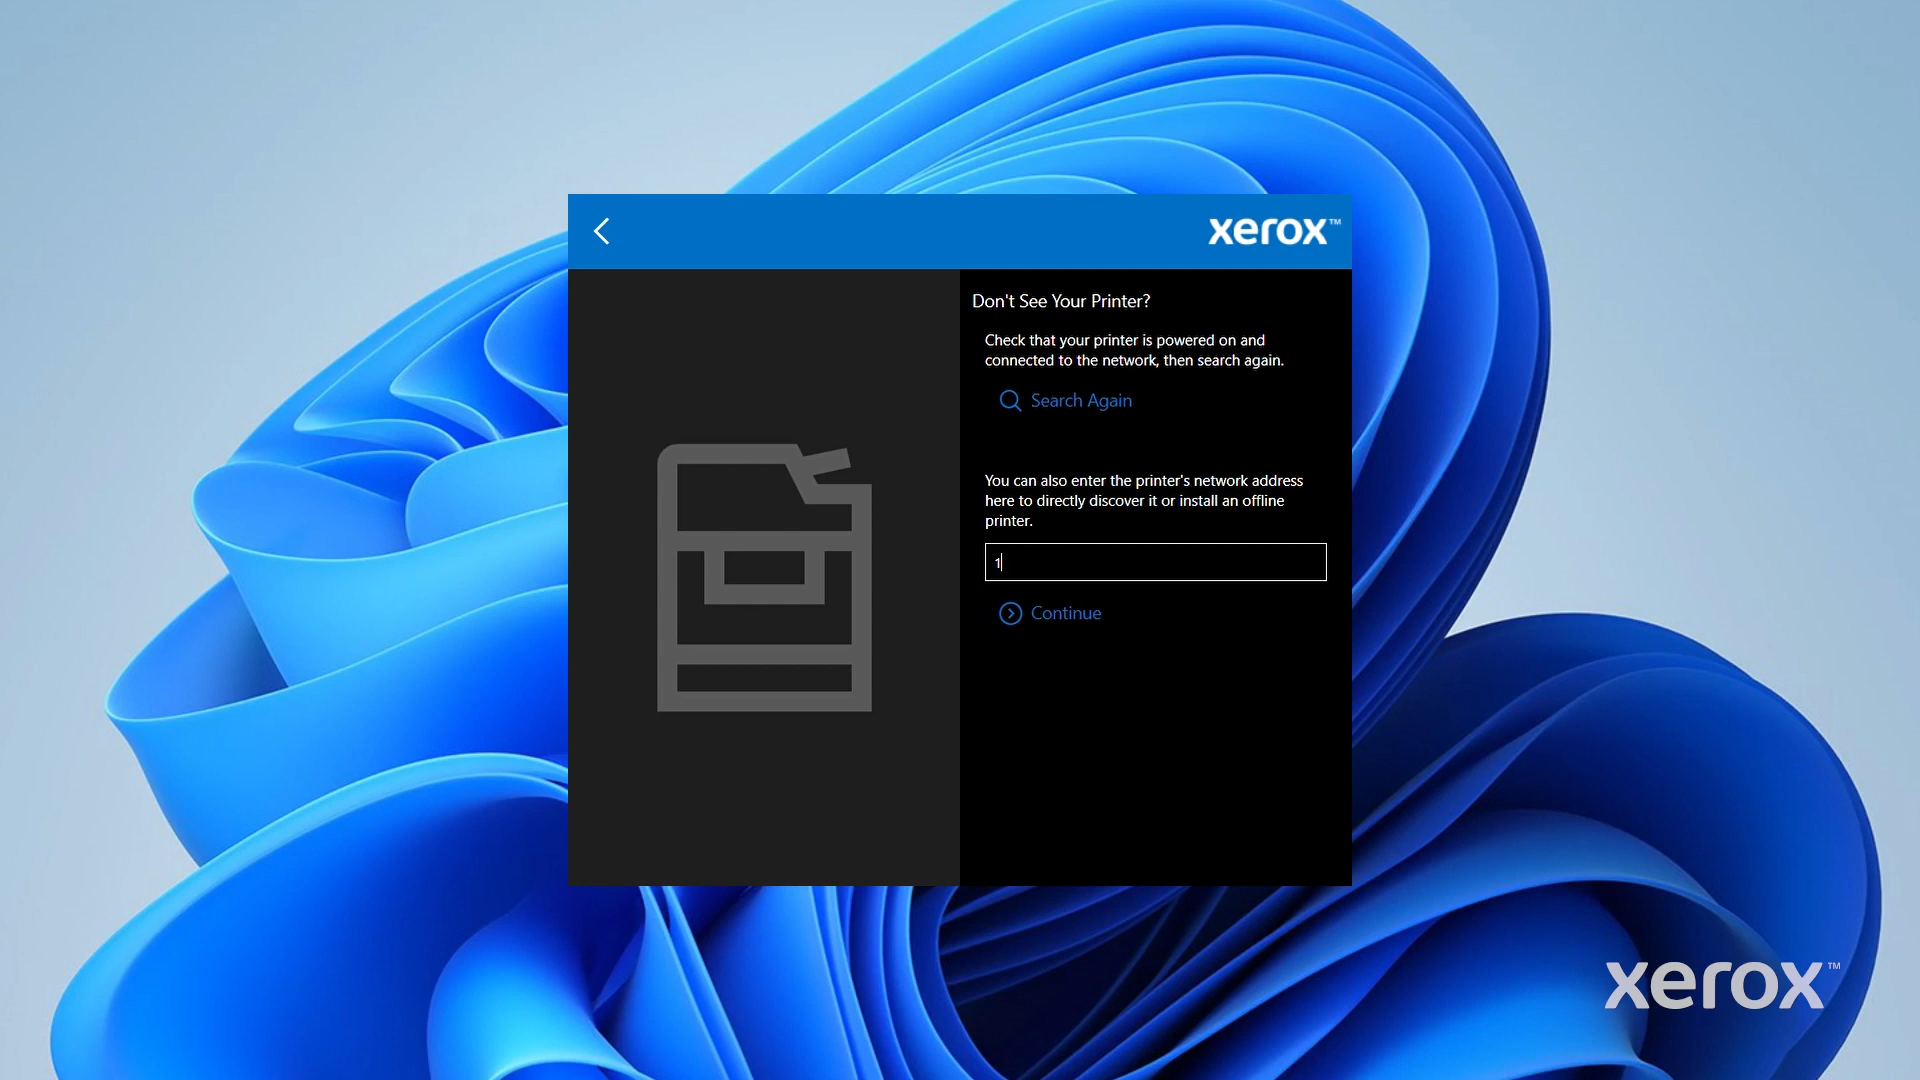 xerox™
Don't See Your Printer?
Check that your printer is powered on and
connected to the network, then search again.
Search Again
You can also enter the printer's network address
here to directly discover it or install an offline
printer.
1
Continue
xerox™